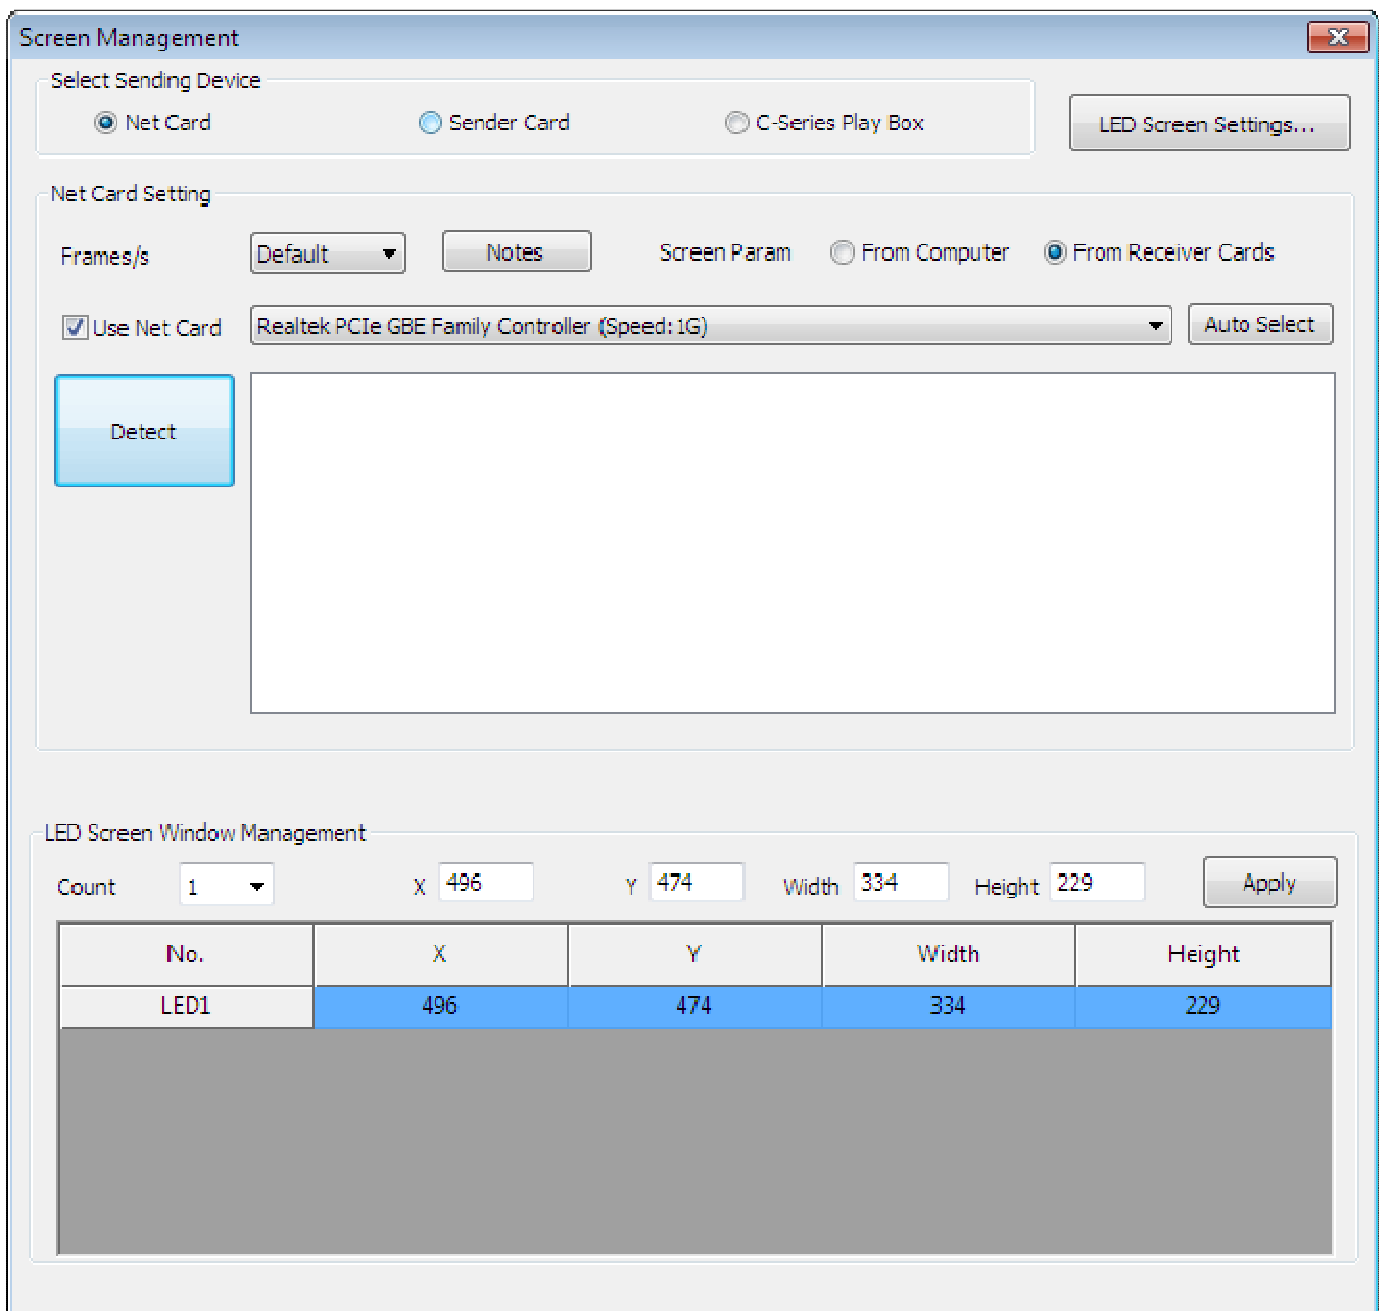 Screen Management
Select Sending Device
Net Card Sender Card C-Series Play Box LED Screen Settings...
Net Card Setting
Frames/s Default Notes Screen Param From Computer From Receiver Cards
Use Net Card Realtek PCIe GBE Family Controller (Speed:1G) Auto Select
Detect
LED Screen Window Management
Count 1 X 496 Y 474 Width 334 Height 229 Apply
No. X Y Width Height
LED1 496 474 334 229